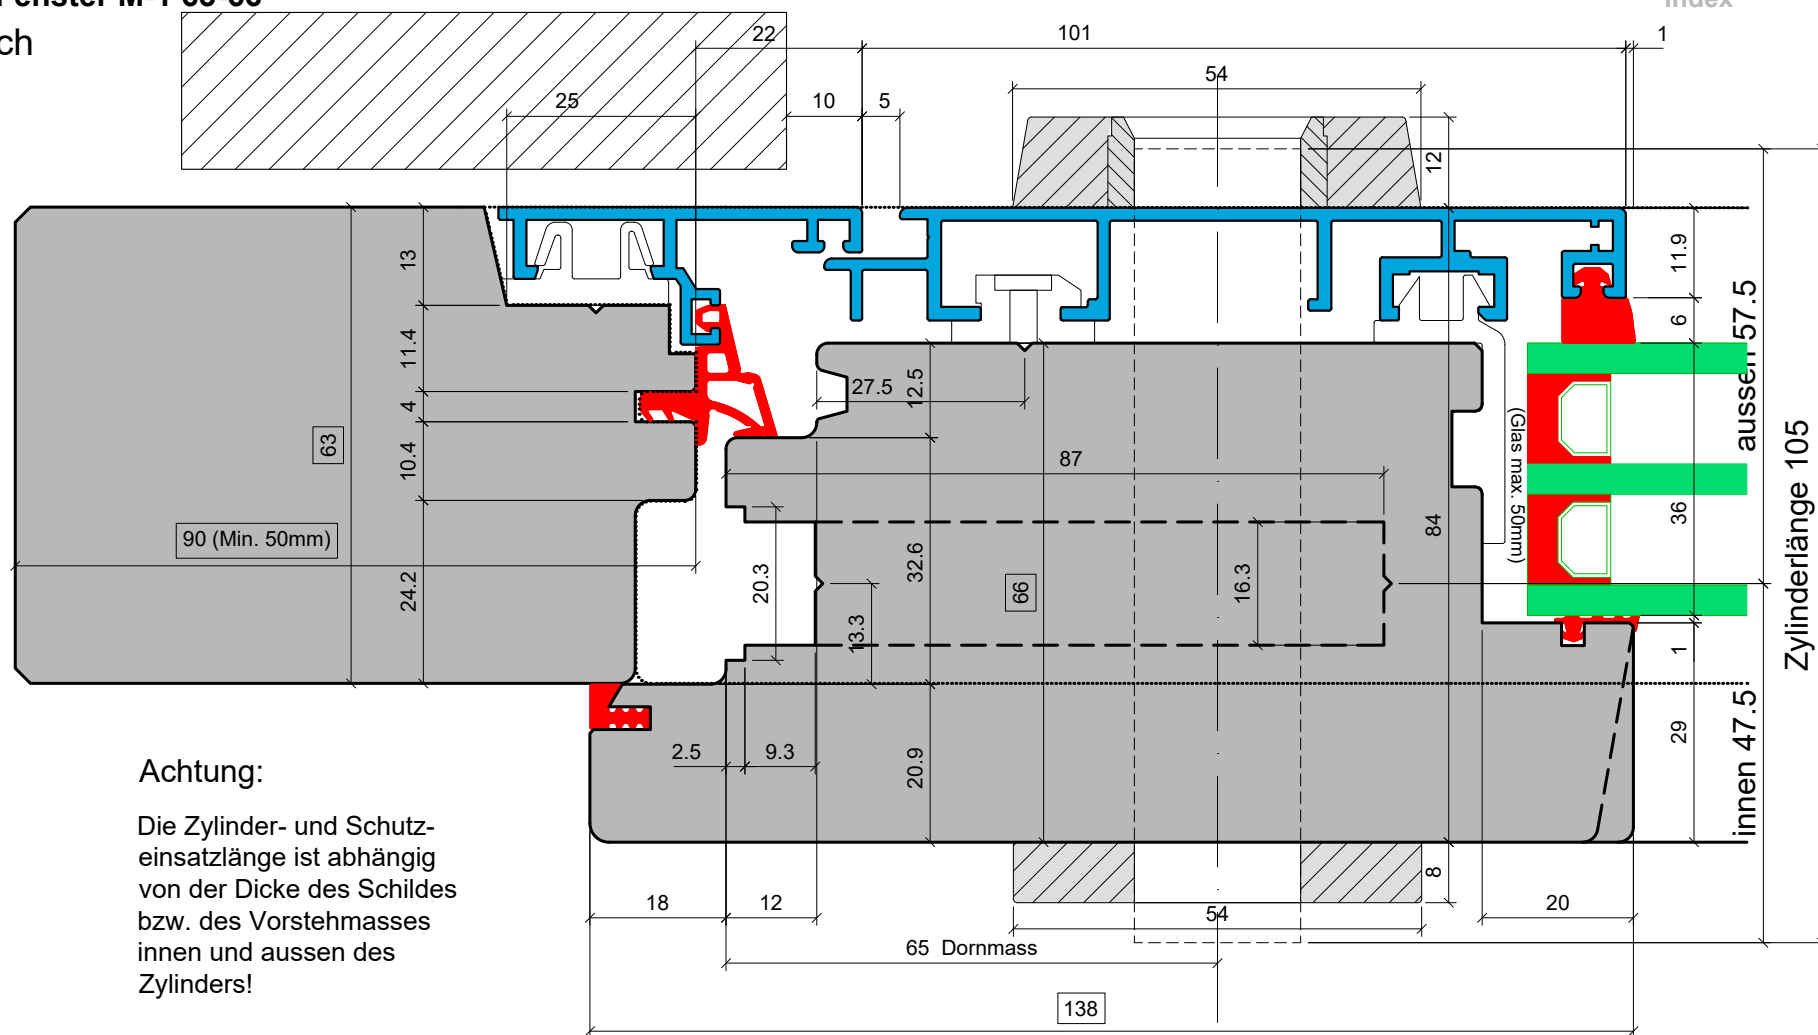 ch
22
101
1
54
25
10
5
12
13
11.9
11.4
6
aussen 57.5
27.5
12.5
4
63
10.4
87
(Glas max. 50mm)
Zylinderlänge 105
90 (Min. 50mm)
84
36
20.3
32.6
66
16.3
24.2
13.3
1
29
innen 47.5
2.5
9.3
20.9
Achtung:
Die Zylinder- und Schutz-
einsatzlänge ist abhängig
von der Dicke des Schildes
bzw. des Vorstehmasses
innen und aussen des
Zylinders!
8
18
12
54
20
65 Dornmass
138